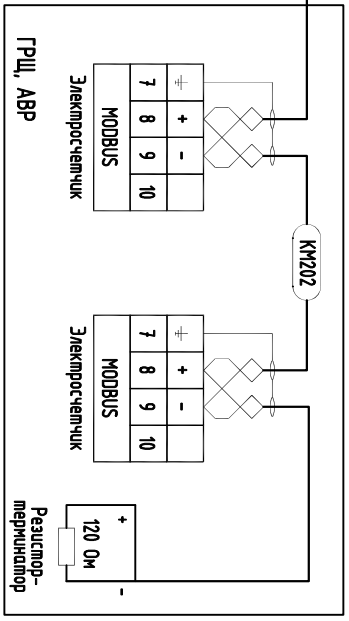 ГРЩ, АВР
Электросчетчик
MODBUS
7
8 +
9 -
10
КМ202
Электросчетчик
MODBUS
7
8 +
9 -
10
Резистор-
терминатор
120 Ом
+
-